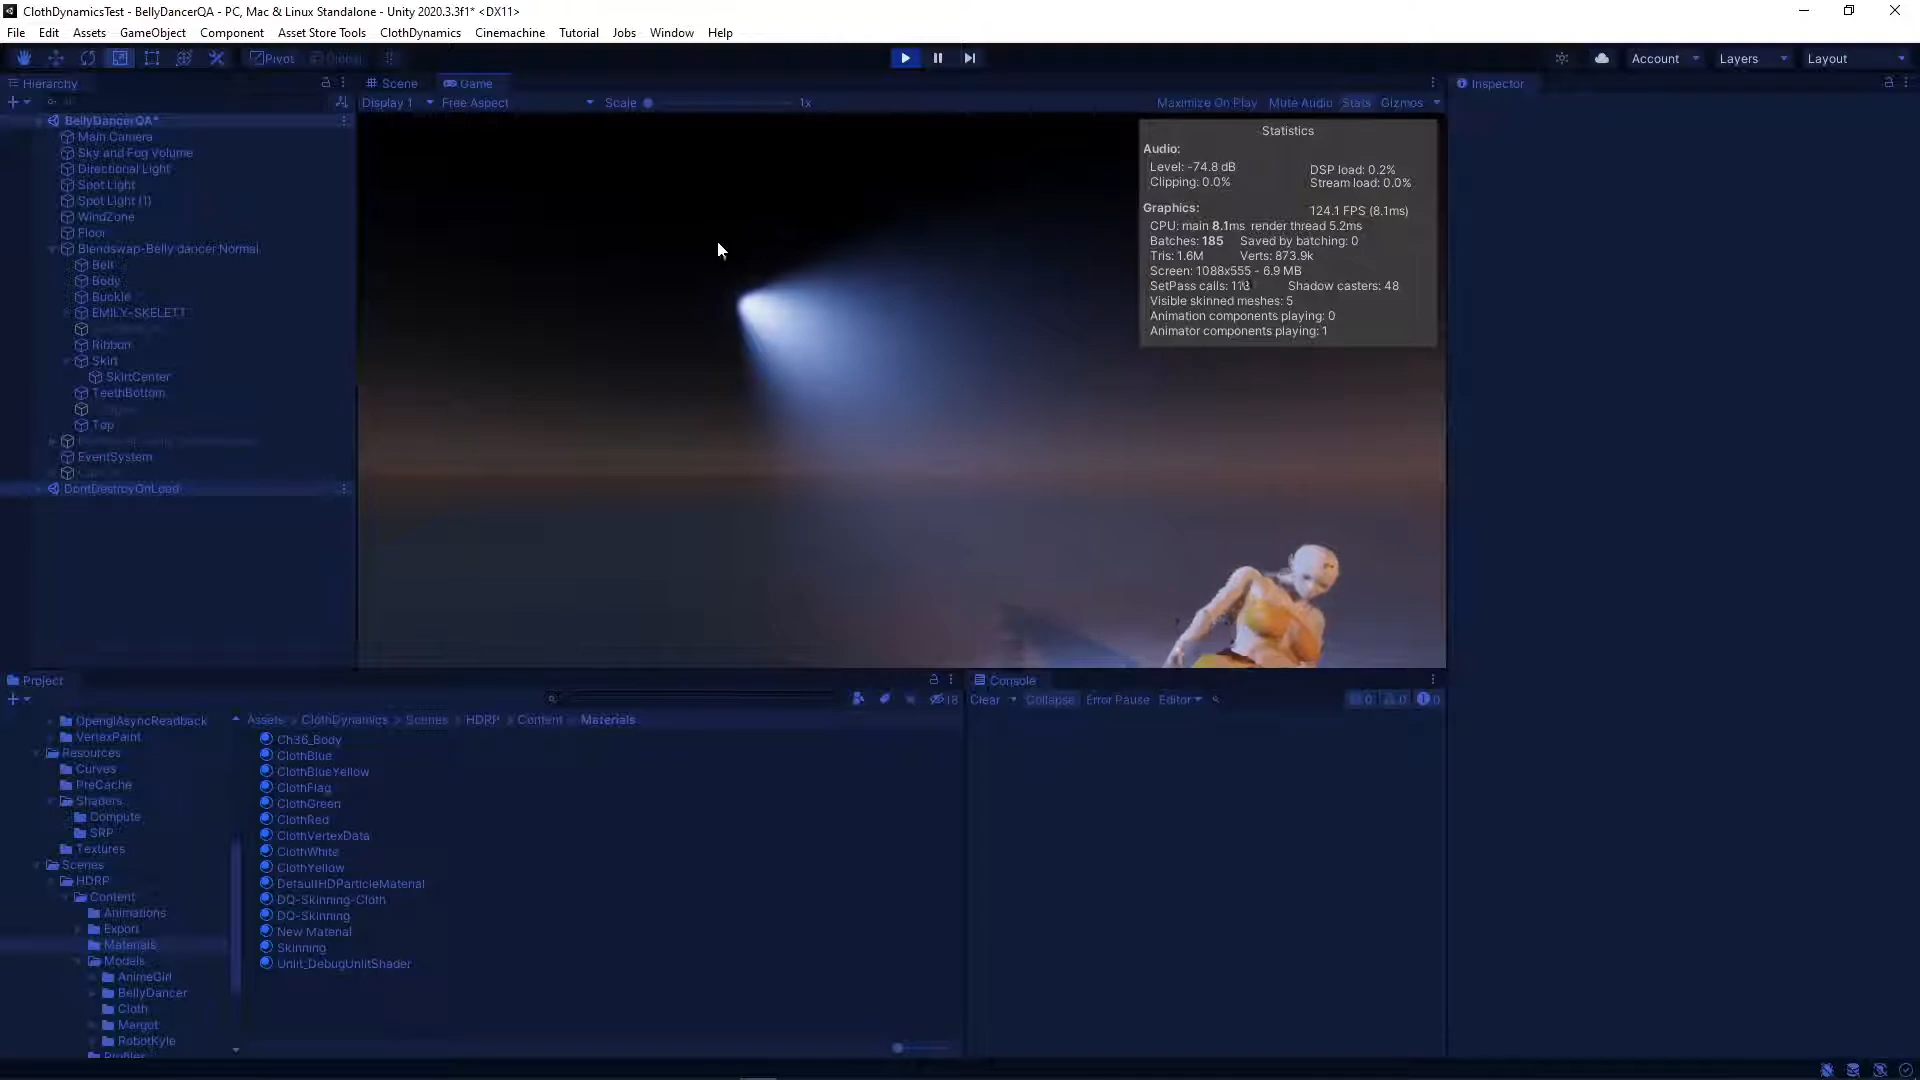 ClothDynamicsTest - BellyDancerQA - PC, Mac & Linux Standalone - Unity 2020.3.3f1* <DX11>
File Edit Assets GameObject Component Asset Store Tools ClothDynamics Cinemachine Tutorial Jobs Window Help
Pivot Global Account Layers Layout
Hierarchy
BellyDancerQA*
Main Camera
Sky and Fog Volume
Directional Light
Spot Light
Spot Light (1)
WindZone
Floor
Blendswap-Belly dancer Normal
Belt
Body
Buckle
EMILY-SKELETT
Ribbon
Skirt
SkirtCenter
TeethBottom
Top
EventSystem
DontDestroyOnLoad
Scene Game
Display 1 Free Aspect Scale 1x Maximize On Play Mute Audio Stats Gizmos
Statistics
Audio:
Level: -74.8 dB DSP load: 0.2%
Clipping: 0.0% Stream load: 0.0%
Graphics: 124.1 FPS (8.1ms)
CPU: main 8.1ms render thread 5.2ms
Batches: 185 Saved by batching: 0
Tris: 1.6M Verts: 873.9k
Screen: 1088x555 - 6.9 MB
SetPass calls: Shadow casters: 48
Visible skinned meshes: 5
Animation components playing: 0
Animator components playing: 1
Inspector
Project
18
OpenglAsyncReadback
VertexPaint
Resources
Curves
PreCache
Shaders
Compute
SRP
Textures
Scenes
HDRP
Content
Animations
Export
Materials
Models
AnimeGirl
BellyDancer
Cloth
Margot
RobotKyle
Profiles
Assets > ClothDynamics > Scenes > HDRP > Content > Materials
Ch36_Body
ClothBlue
ClothBlueYellow
ClothFlag
ClothGreen
ClothRed
ClothVertexData
ClothWhite
ClothYellow
DefaultHDParticleMaterial
DQ-Skinning-Cloth
DQ-Skinning
New Material
Skinning
Unlit_DebugUnlitShader
Console
Clear Collapse Error Pause Editor 0 0 0